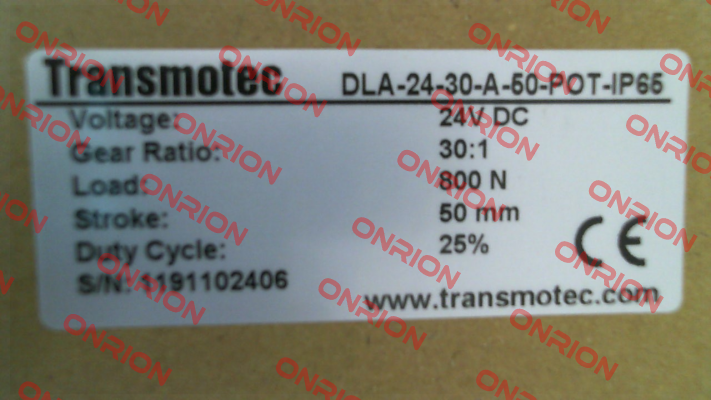 Transmotec DLA-24-30-A-50-POT-IP65
Voltage: 24V DC
Gear Ratio: 30:1
Load: 800 N
Stroke: 50 mm
Duty Cycle: 25%
S/N: 1191102406
CE
www.transmotec.com
ONRION